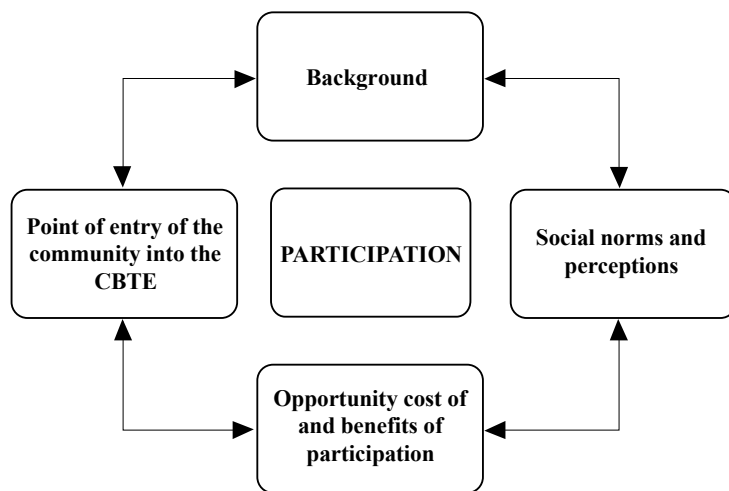 Background
Point of entry of the
community into the
CBTE
PARTICIPATION
Social norms and
perceptions
Opportunity cost of
and benefits of
participation